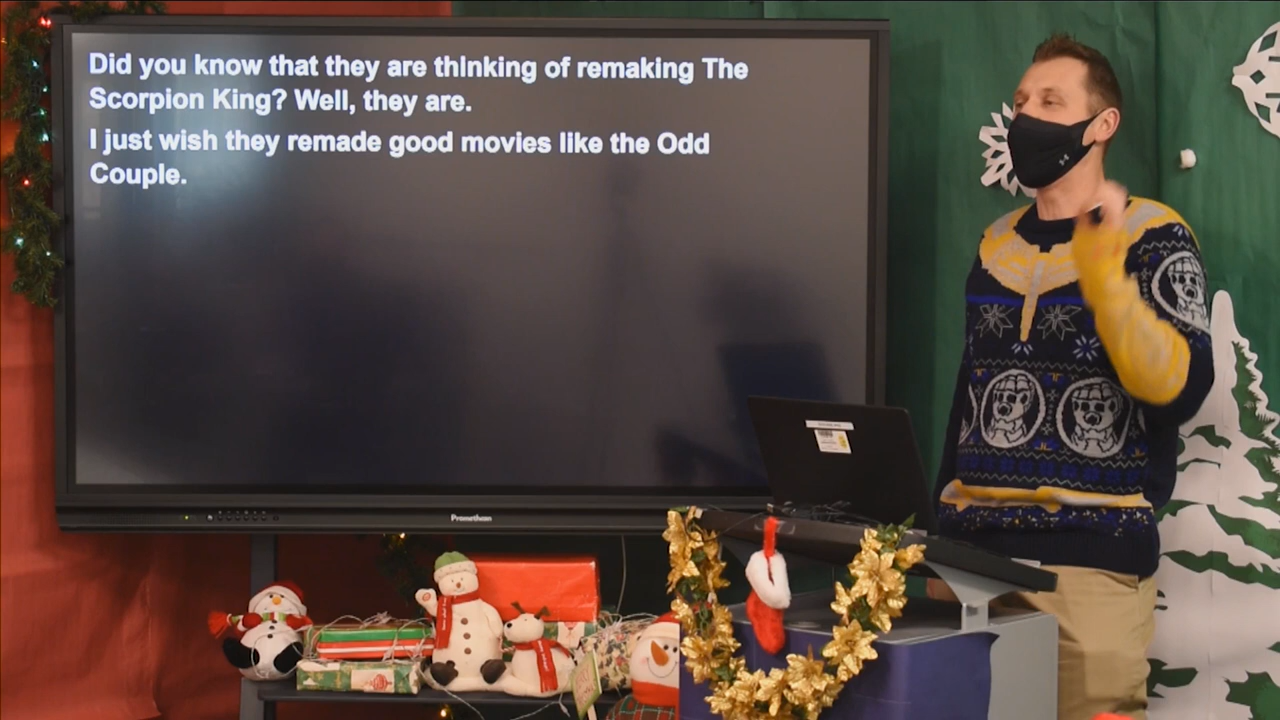 Did you know that they are thinking of remaking The
Scorpion King? Well, they are.
I just wish they remade good movies like the Odd
Couple.
Promethean